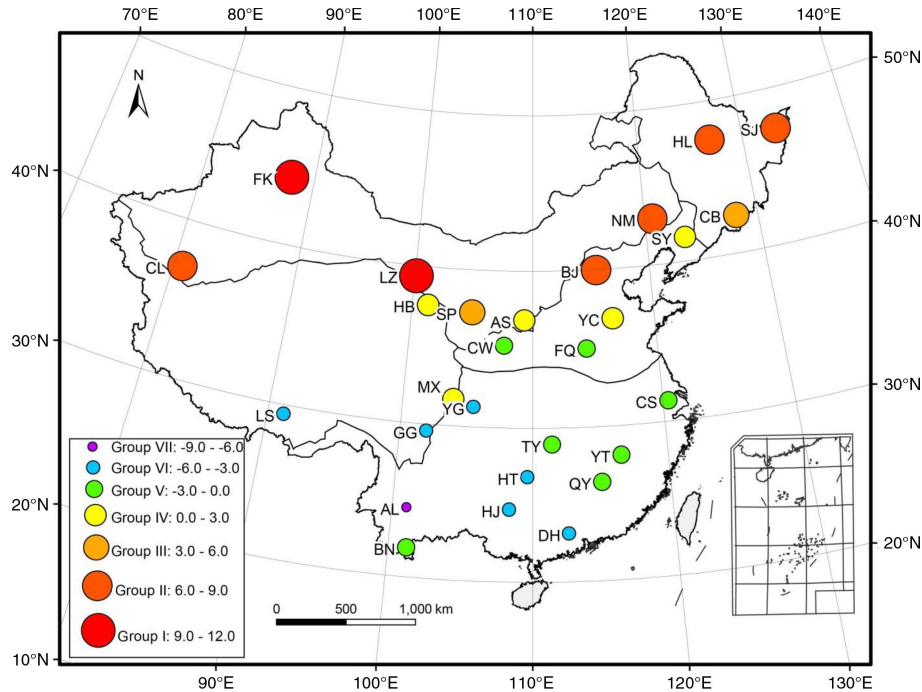 70°E 80°E 90°E 100°E 110°E 120°E 130°E 140°E
50°N
N
SJ
HL
40°N
FK
CB
NM
40°N
SY
CL
BJ
LZ
HB
SP
AS
YC
30°N
CW
FQ
MX
30°N
YG
CS
LS
GG
TY
Group VII: -9.0 - -6.0
YT
Group VI: -6.0 - -3.0
HT
QY
Group V: -3.0 - 0.0
20°N
AL
HJ
Group IV: 0.0 - 3.0
DH
20°N
BN
Group III: 3.0 - 6.0
Group II: 6.0 - 9.0
0 500 1,000 km
Group I: 9.0 - 12.0
10°N
90°E 100°E 110°E 120°E 130°E